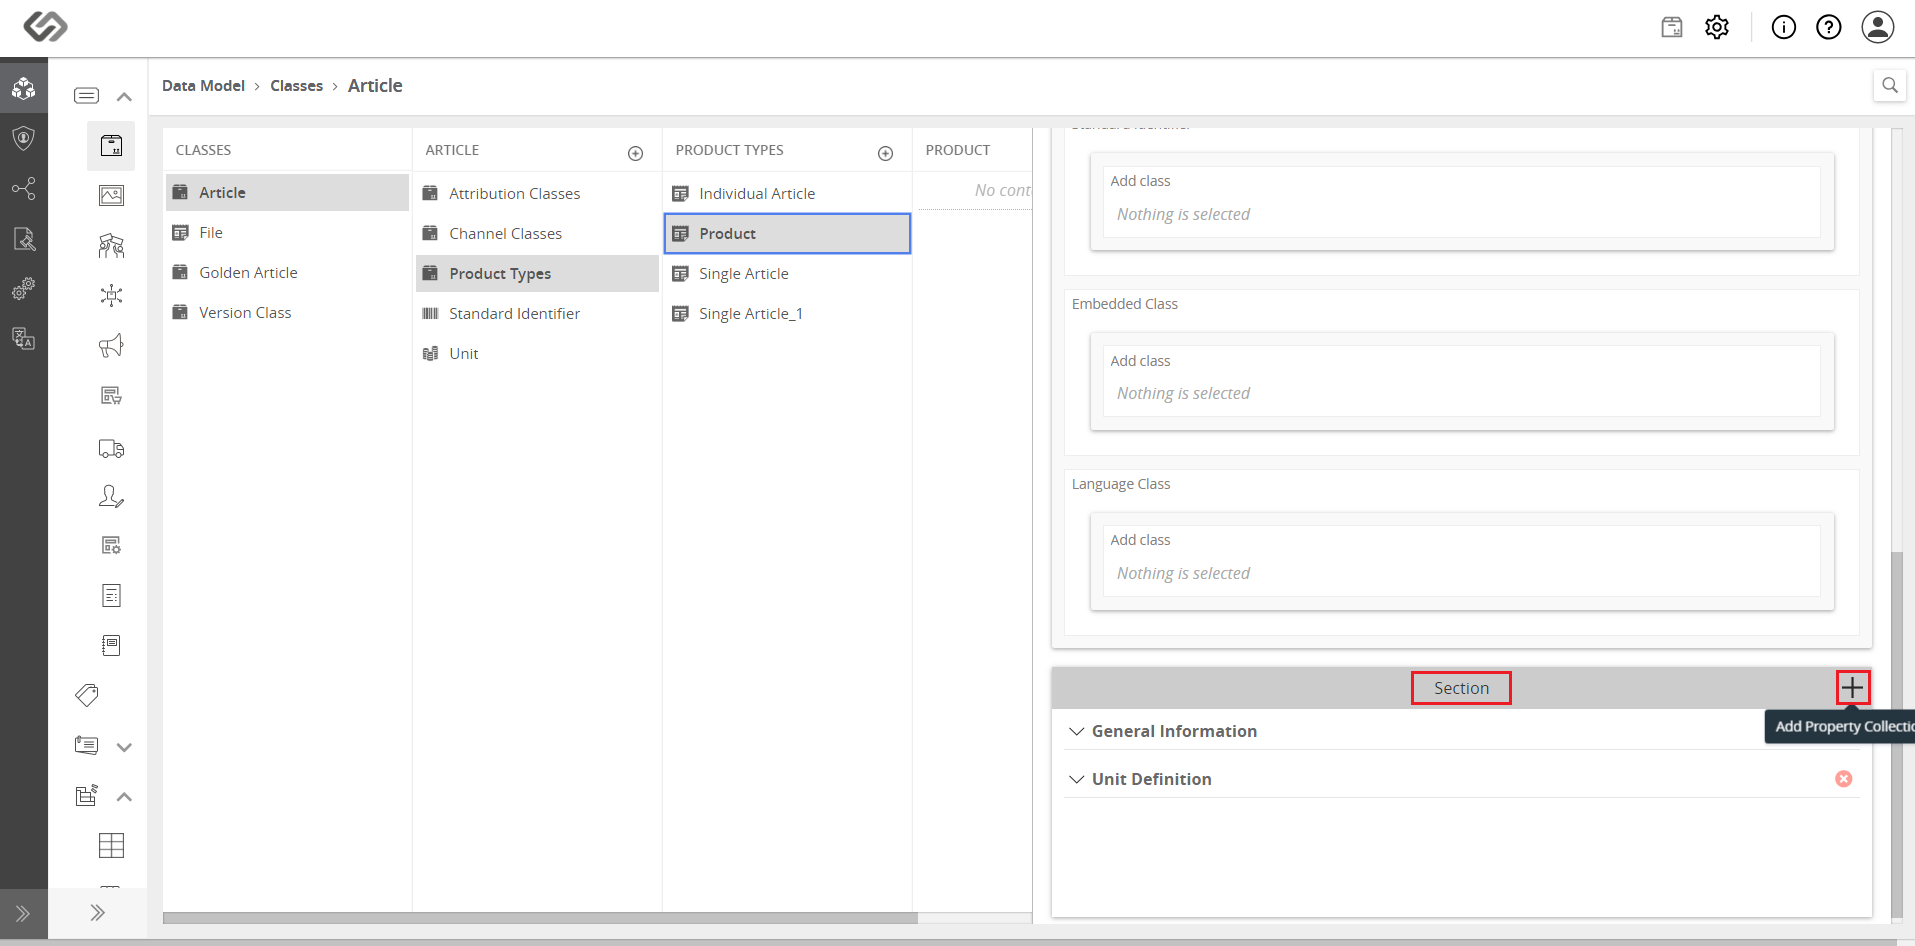 Data Model > Classes > Article
CLASSES
Article
File
Golden Article
Version Class
ARTICLE
Attribution Classes
Channel Classes
Product Types
Standard Identifier
Unit
PRODUCT TYPES
Individual Article
Product
Single Article
Single Article_1
PRODUCT
No cont
Standard Identifier
Add class
Nothing is selected
Embedded Class
Add class
Nothing is selected
Language Class
Add class
Nothing is selected
Section
Add Property Collectio
General Information
Unit Definition